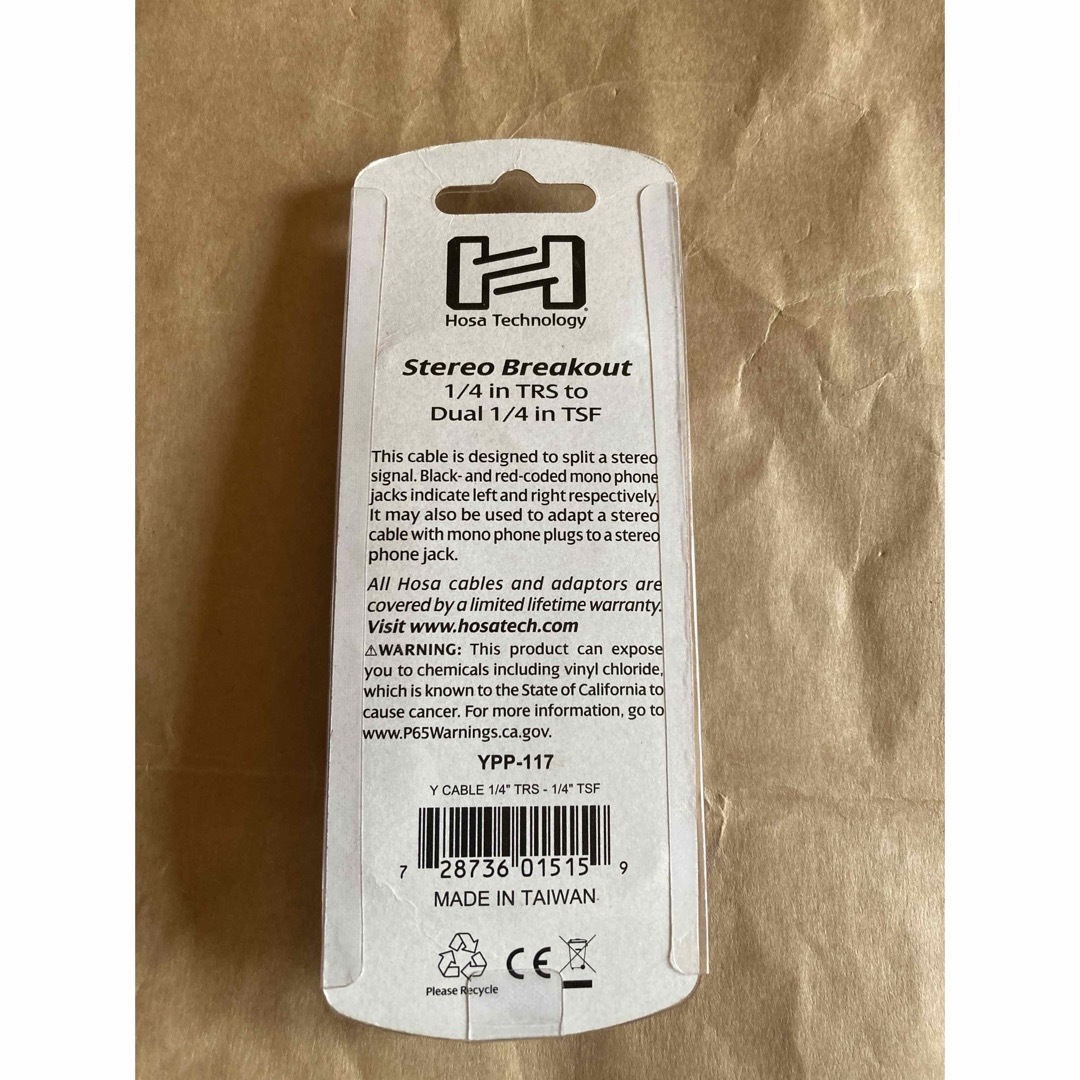 Hosa Technology
Stereo Breakout
1/4 in TRS to
Dual 1/4 in TSF
This cable is designed to split a stereo
signal. Black- and red-coded mono phone
jacks indicate left and right respectively.
It may also be used to adapt a stereo
cable with mono phone plugs to a stereo
phone jack.
All Hosa cables and adaptors are
covered by a limited lifetime warranty.
Visit www.hosatech.com
⚠WARNING: This product can expose
you to chemicals including vinyl chloride,
which is known to the State of California to
cause cancer. For more information, go to
www.P65Warnings.ca.gov.
YPP-117
Y CABLE 1/4" TRS - 1/4" TSF
7 28736 01515 9
MADE IN TAIWAN
CE
Please Recycle